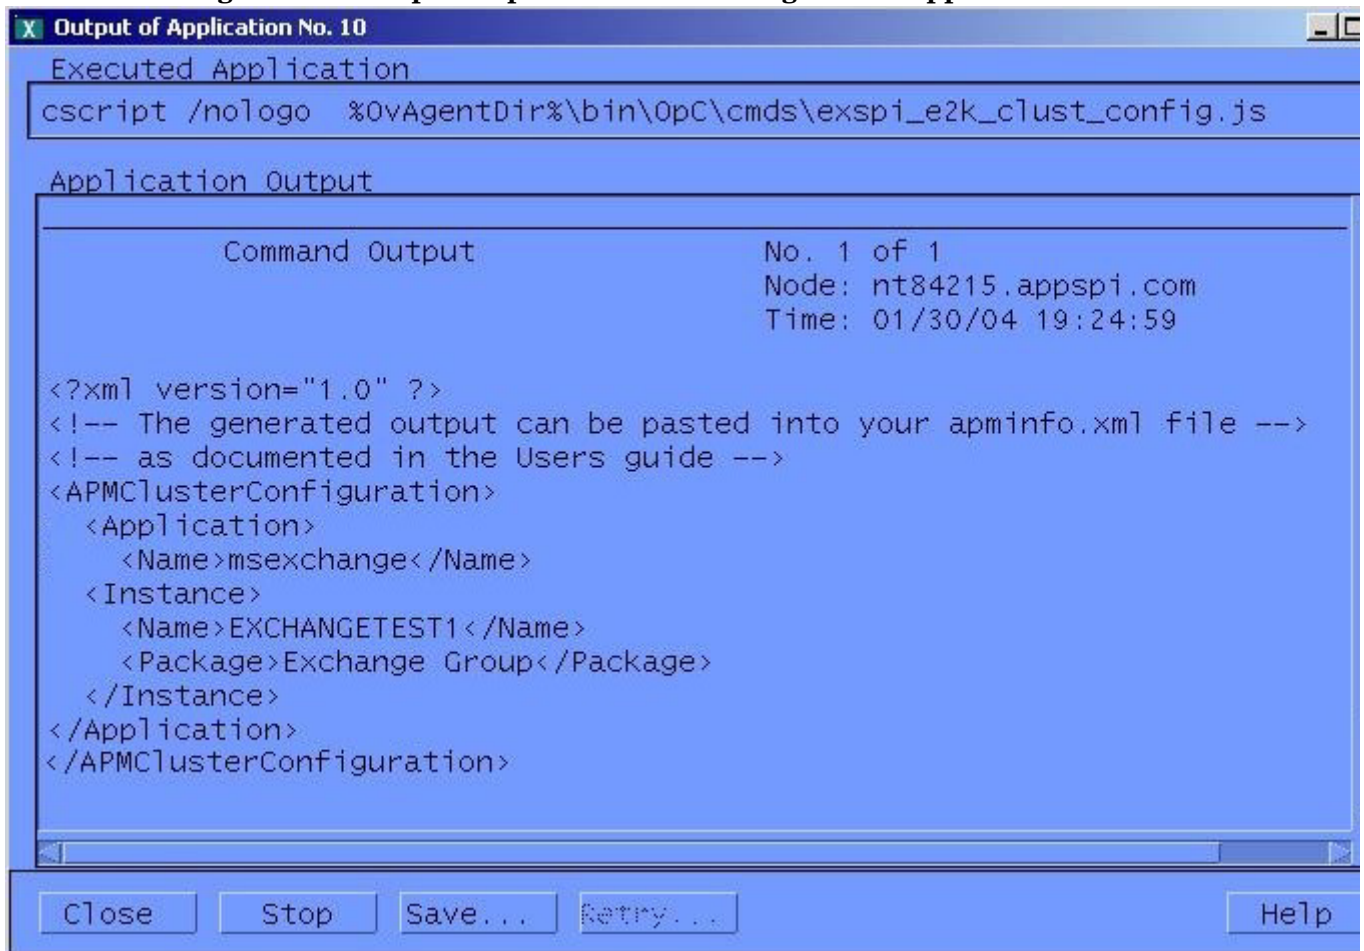 X Output of Application No. 10
Executed Application
cscript /nologo  %OvAgentDir%\bin\OpC\cmds\exspi_e2k_clust_config.js
Application Output
Command Output No. 1 of 1
Node: nt84215.appspi.com
Time: 01/30/04 19:24:59
<?xml version="1.0" ?>
<!-- The generated output can be pasted into your apminfo.xml file -->
<!-- as documented in the Users guide -->
<APMClusterConfiguration>
<Application>
<Name>msexchange</Name>
<Instance>
<Name>EXCHANGETEST1</Name>
<Package>Exchange Group</Package>
</Instance>
</Application>
</APMClusterConfiguration>
Close Stop Save... Retry... Help